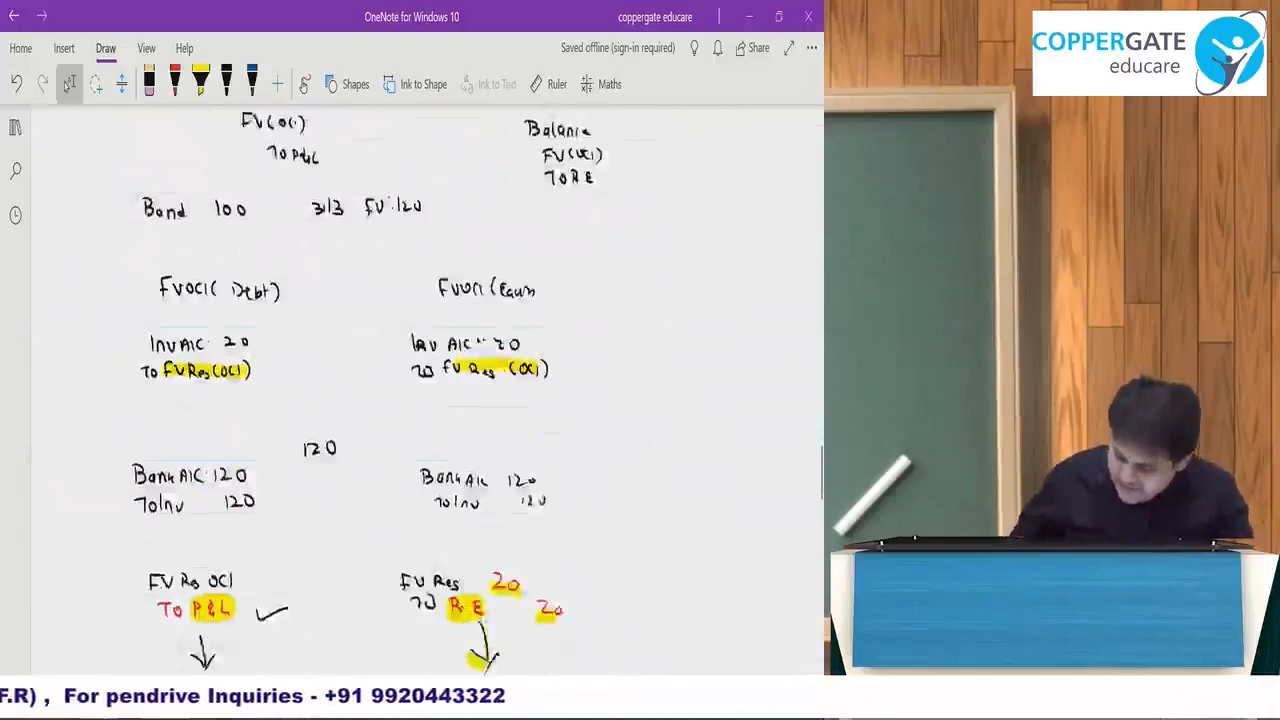 OneNote for Windows 10
coppergate educare
Home Insert Draw View Help
Saved offline (sign-in required)
Share
Shapes
Ink to Shape
Ink to Text
Ruler
Maths
COPPERGATE
educare
FV(OCI)
To P&L
Balance
FV(OCI)
TO RE
Bond 100 31/3 FV: 120
FVOCI (Debt)
FVOCI (Equity
Inv A/C 20
To FV Res (OCI)
Inv A/C 20
To FV Res (OCI)
120
Bank A/C 120
To Inv 120
Bank A/C 120
To Inv 120
FV Res OCI
To P&L
FV Res 20
To RE 20
F.R) , For pendrive Inquiries - +91 9920443322